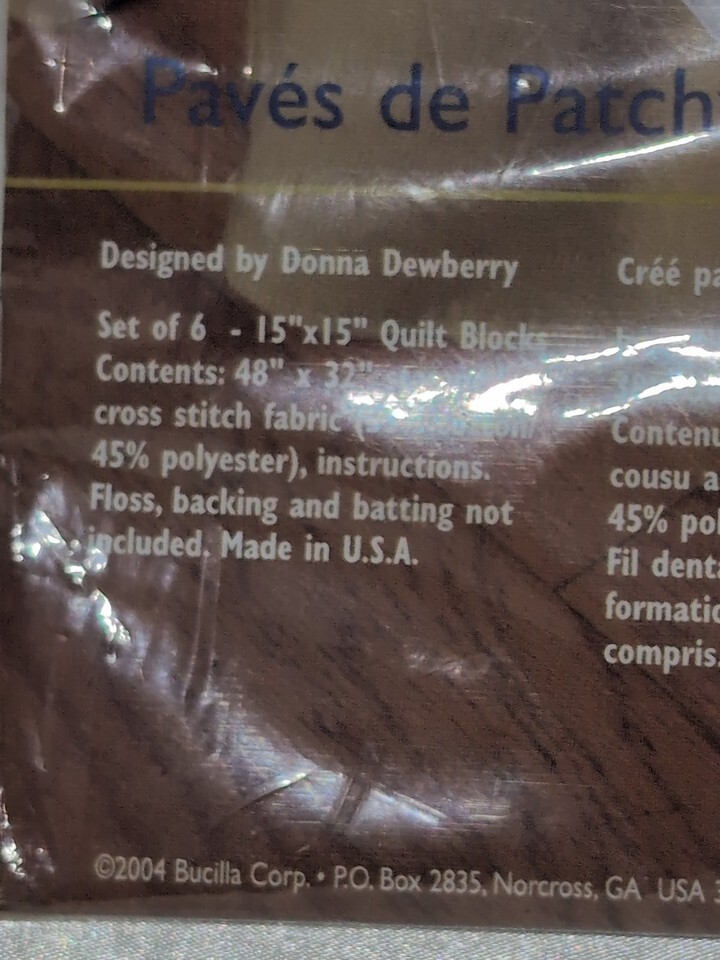 Pavés de Patch
Designed by Donna Dewberry
Set of 6 - 15"x15" Quilt Blocks
Contents: 48" x 32"
cross stitch fabric
45% polyester), instructions.
Floss, backing and batting not
included. Made in U.S.A.
Créé pa
Contenu
cousu a
45% pol
Fil denta
formatio
compris.
©2004 Bucilla Corp. • P.O. Box 2835, Norcross, GA USA 3